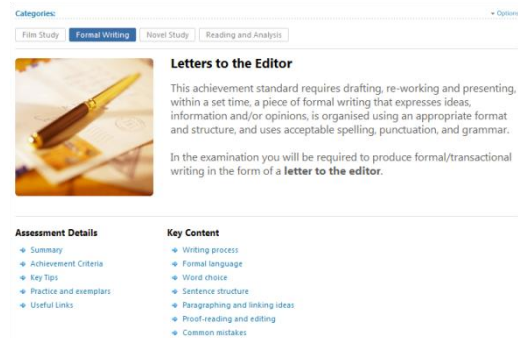 Categories:
Options
Film Study
Formal Writing
Novel Study
Reading and Analysis
Letters to the Editor
This achievement standard requires drafting, re-working and presenting,
within a set time, a piece of formal writing that expresses ideas,
information and/or opinions, is organised using an appropriate format
and structure, and uses acceptable spelling, punctuation, and grammar.
In the examination you will be required to produce formal/transactional
writing in the form of a letter to the editor.
Assessment Details
Summary
Achievement Criteria
Key Tips
Practice and exemplars
Useful Links
Key Content
Writing process
Formal language
Word choice
Sentence structure
Paragraphing and linking ideas
Proof-reading and editing
Common mistakes